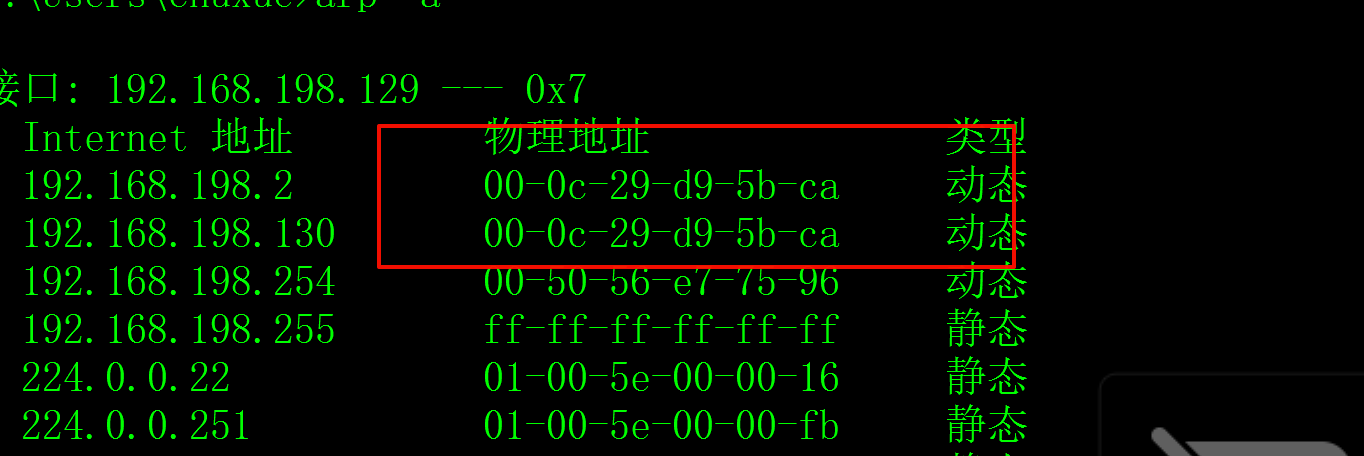 :\Users\chuxue>arp -a
接口: 192.168.198.129 --- 0x7
Internet 地址 物理地址 类型
192.168.198.2 00-0c-29-d9-5b-ca 动态
192.168.198.130 00-0c-29-d9-5b-ca 动态
192.168.198.254 00-50-56-e7-75-96 动态
192.168.198.255 ff-ff-ff-ff-ff-ff 静态
224.0.0.22 01-00-5e-00-00-16 静态
224.0.0.251 01-00-5e-00-00-fb 静态